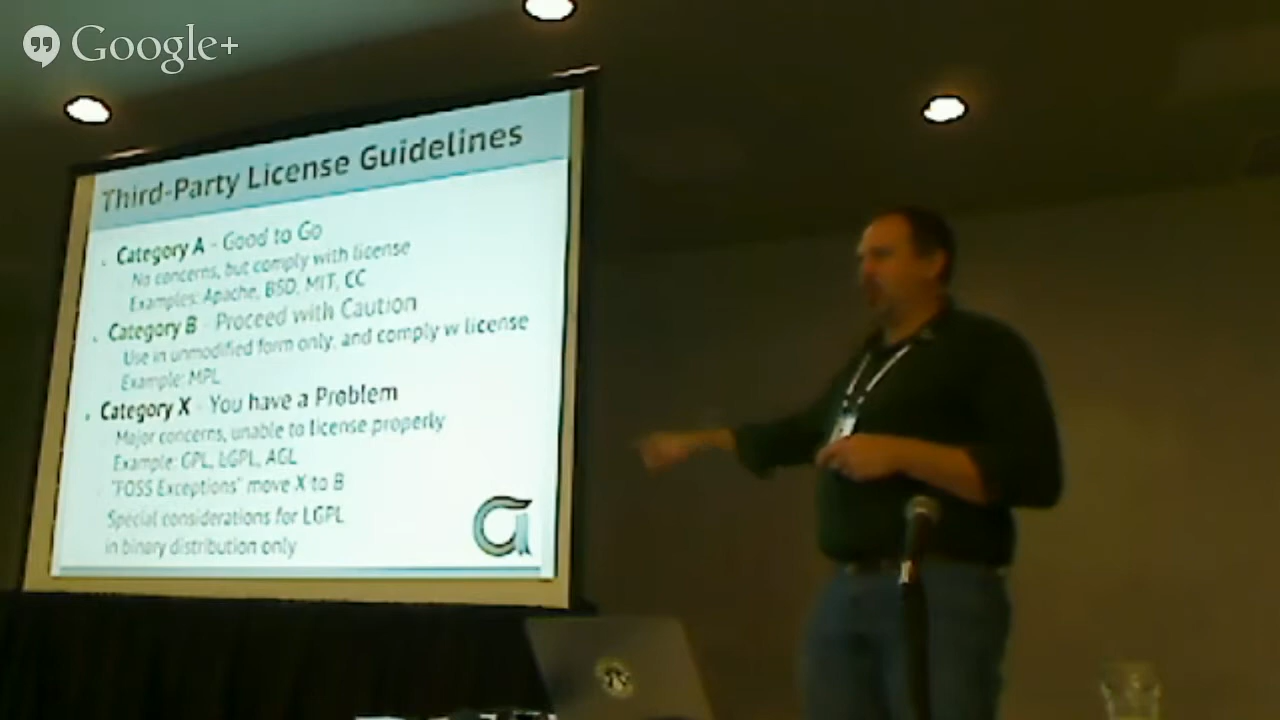 Google+
Third-Party License Guidelines
Category A - Good to Go
No concerns, but comply with license
Examples: Apache, BSD, MIT, CC
Category B - Proceed with Caution
Use in unmodified form only, and comply w license
Example: MPL
Category X - You have a Problem
Major concerns, unable to license properly
Example: GPL, LGPL, AGL
"FOSS Exceptions" move X to B
Special considerations for LGPL
in binary distribution only